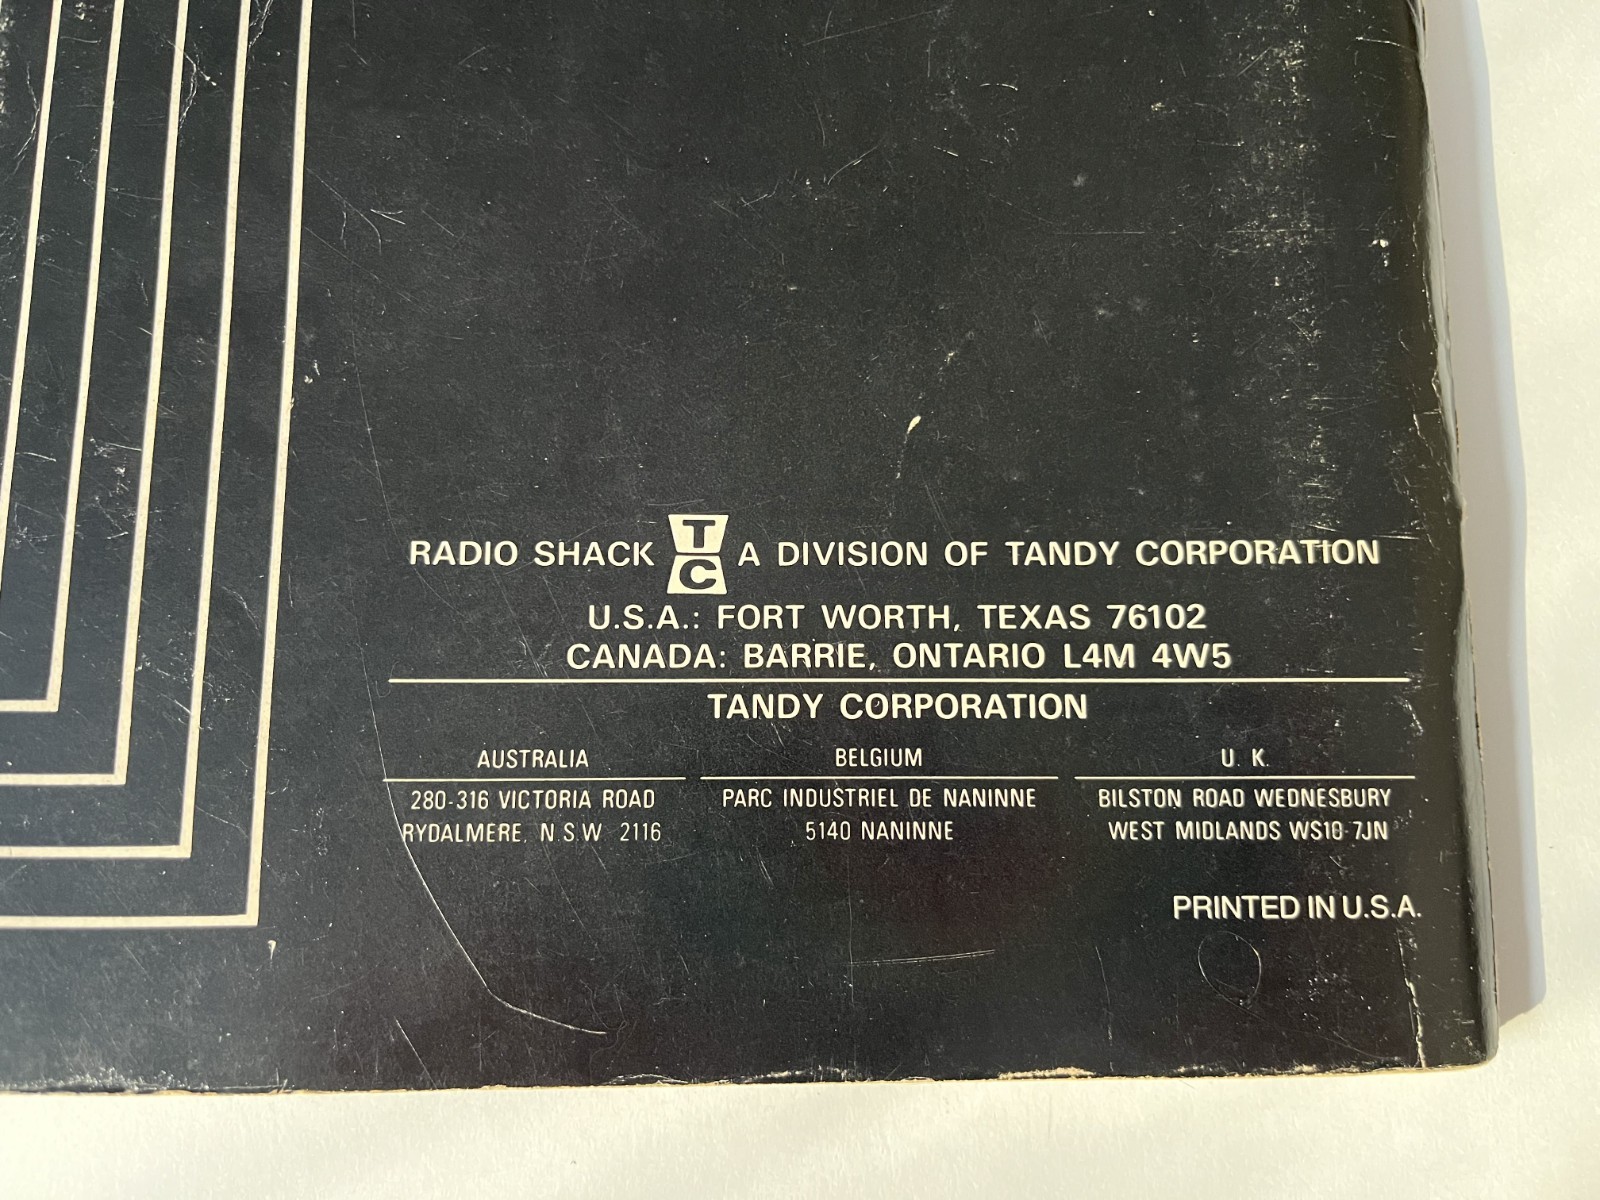 RADIO SHACK TC A DIVISION OF TANDY CORPORATION
U.S.A.: FORT WORTH, TEXAS 76102
CANADA: BARRIE, ONTARIO L4M 4W5
TANDY CORPORATION
AUSTRALIA BELGIUM U. K.
280-316 VICTORIA ROAD PARC INDUSTRIEL DE NANINNE BILSTON ROAD WEDNESBURY
RYDALMERE, N.S.W. 2116 5140 NANINNE WEST MIDLANDS WS10 7JN
PRINTED IN U.S.A.